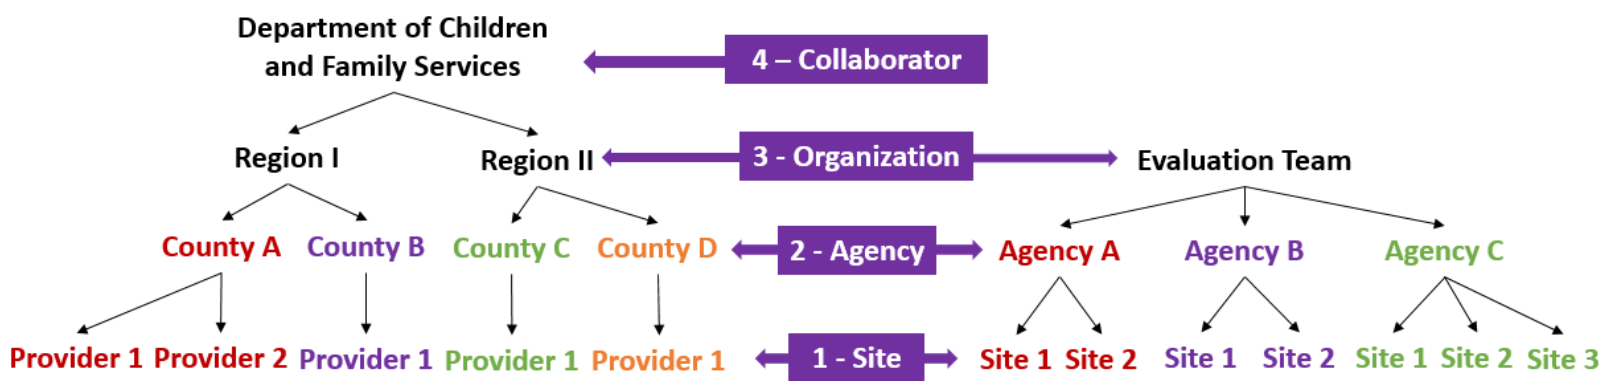 Department of Children
and Family Services
4 – Collaborator
Region I
Region II
3 - Organization
Evaluation Team
County A County B County C County D
2 - Agency
Agency A Agency B Agency C
Provider 1 Provider 2 Provider 1 Provider 1 Provider 1
1 - Site
Site 1 Site 2 Site 1 Site 2 Site 1 Site 2 Site 3